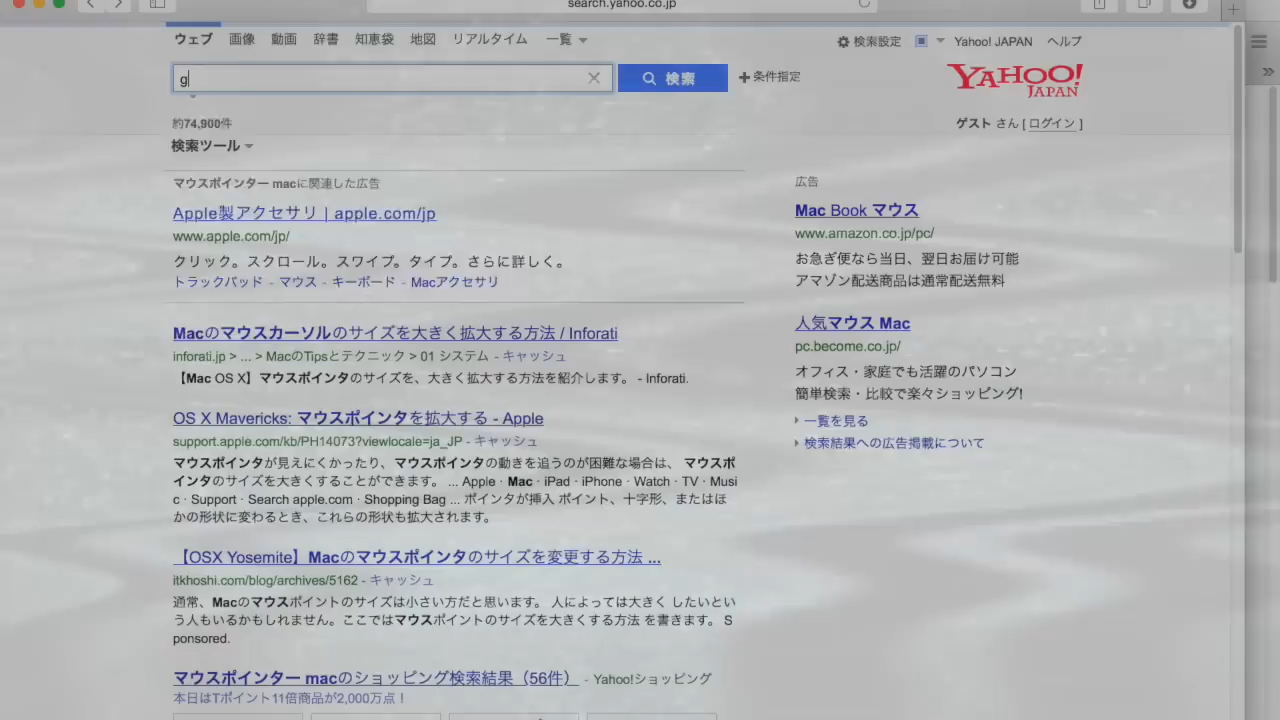 search.yahoo.co.jp
ウェブ 画像 動画 辞書 知恵袋 地図 リアルタイム 一覧
検索設定 Yahoo! JAPAN ヘルプ
g
検索
条件指定
YAHOO!
JAPAN
約74,900件
ゲスト さん [ ログイン ]
検索ツール
マウスポインター macに関連した広告
Apple製アクセサリ | apple.com/jp
www.apple.com/jp/
クリック。スクロール。スワイプ。タイプ。さらに詳しく。
トラックパッド - マウス - キーボード - Macアクセサリ
Macのマウスカーソルのサイズを大きく拡大する方法 / Inforati
inforati.jp > ... > MacのTipsとテクニック > 01 システム - キャッシュ
【Mac OS X】マウスポインタのサイズを、大きく拡大する方法を紹介します。 - Inforati.
OS X Mavericks: マウスポインタを拡大する - Apple
support.apple.com/kb/PH14073?viewlocale=ja_JP - キャッシュ
マウスポインタが見えにくかったり、マウスポインタの動きを追うのが困難な場合は、 マウスポ
インタのサイズを大きくすることができます。 ... Apple · Mac · iPad · iPhone · Watch · TV · Musi
c · Support · Search apple.com · Shopping Bag ... ポインタが挿入 ポイント、十字形、またはほ
かの形状に変わるとき、これらの形状も拡大されます。
【OSX Yosemite】Macのマウスポインタのサイズを変更する方法 ...
itkhoshi.com/blog/archives/5162 - キャッシュ
通常、Macのマウスポイントのサイズは小さい方だと思います。 人によっては大きく したいとい
う人もいるかもしれません。ここではマウスポイントのサイズを大きくする方法 を書きます。 S
ponsored.
マウスポインター macのショッピング検索結果（56件） - Yahoo!ショッピング
本日はTポイント11倍商品が2,000万点！
広告
Mac Book マウス
www.amazon.co.jp/pc/
お急ぎ便なら当日、翌日お届け可能
アマゾン配送商品は通常配送無料
人気マウス Mac
pc.become.co.jp/
オフィス・家庭でも活躍のパソコン
簡単検索・比較で楽々ショッピング!
一覧を見る
検索結果への広告掲載について